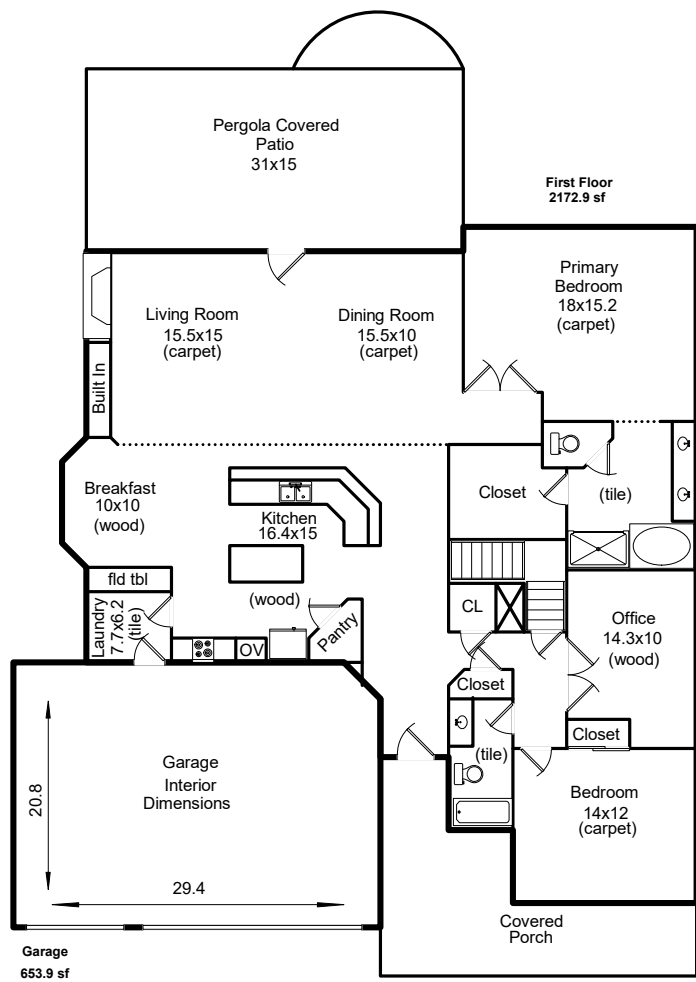 Pergola Covered
Patio
31x15
First Floor
2172.9 sf
Primary
Bedroom
18x15.2
(carpet)
Living Room
15.5x15
(carpet)
Dining Room
15.5x10
(carpet)
Built In
Breakfast
10x10
(wood)
Kitchen
16.4x15
Closet
(tile)
fld tbl
(wood)
Laundry
7.7x6.2
(tile)
OV
Pantry
CL
Office
14.3x10
(wood)
Closet
Closet
(tile)
Garage
Interior
Dimensions
20.8
29.4
Bedroom
14x12
(carpet)
Covered
Porch
Garage
653.9 sf